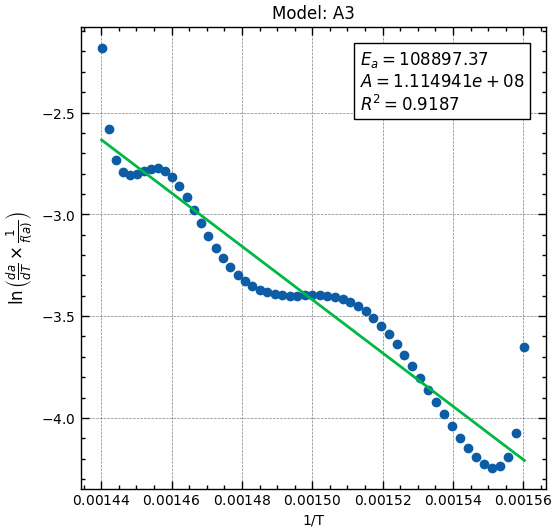 Model: A3
E_a = 108897.37
A = 1.114941e + 08
R^2 = 0.9187
ln(da/dT × 1/f(a))
−2.5
−3.0
−3.5
−4.0
0.00144 0.00146 0.00148 0.00150 0.00152 0.00154 0.00156
1/T